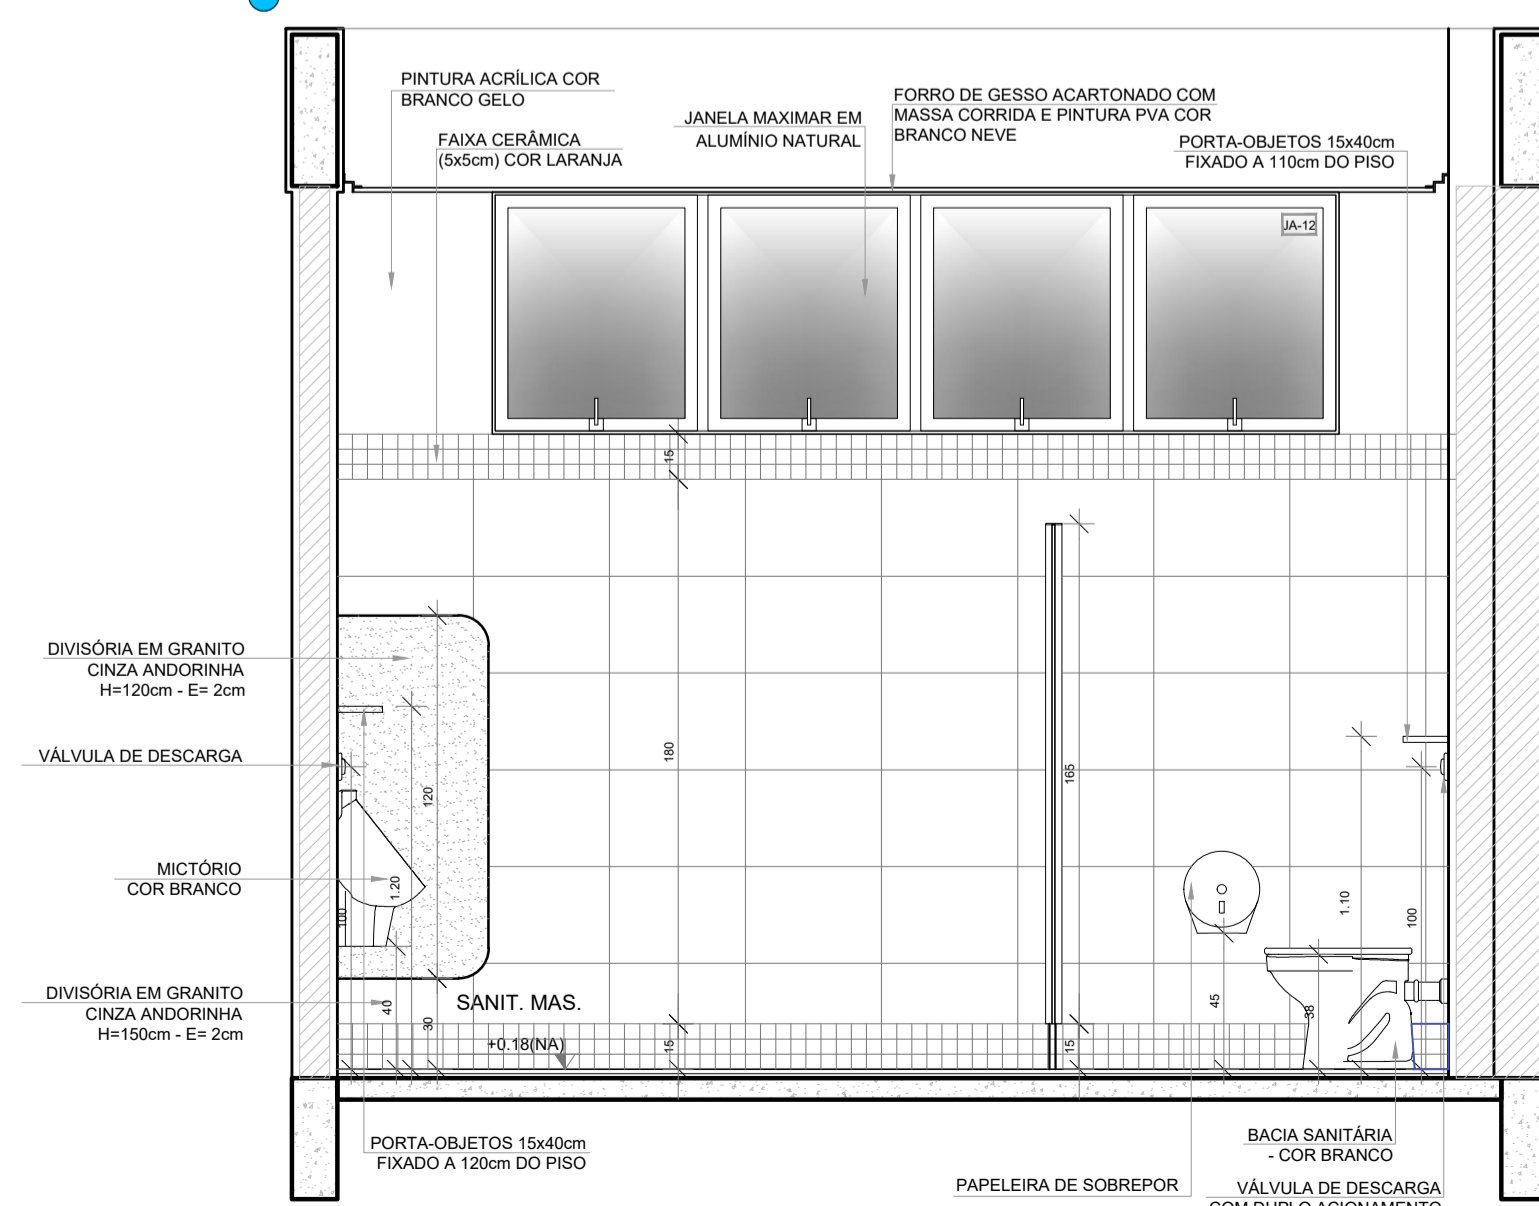 PINTURA ACRÍLICA COR
BRANCO GELO
FAIXA CERÂMICA
(5x5cm) COR LARANJA
JANELA MAXIMAR EM
ALUMÍNIO NATURAL
FORRO DE GESSO ACARTONADO COM
MASSA CORRIDA E PINTURA PVA COR
BRANCO NEVE
PORTA-OBJETOS 15x40cm
FIXADO A 110cm DO PISO
JA-12
15
DIVISÓRIA EM GRANITO
CINZA ANDORINHA
H=120cm - E= 2cm
VÁLVULA DE DESCARGA
MICTÓRIO
COR BRANCO
DIVISÓRIA EM GRANITO
CINZA ANDORINHA
H=150cm - E= 2cm
180
165
120
1.20
100
40
30
SANIT. MAS.
+0.18(NA)
15
15
45
38
1.10
100
PORTA-OBJETOS 15x40cm
FIXADO A 120cm DO PISO
PAPELEIRA DE SOBREPOR
BACIA SANITÁRIA
- COR BRANCO
VÁLVULA DE DESCARGA
COM DUPLO ACIONAMENTO